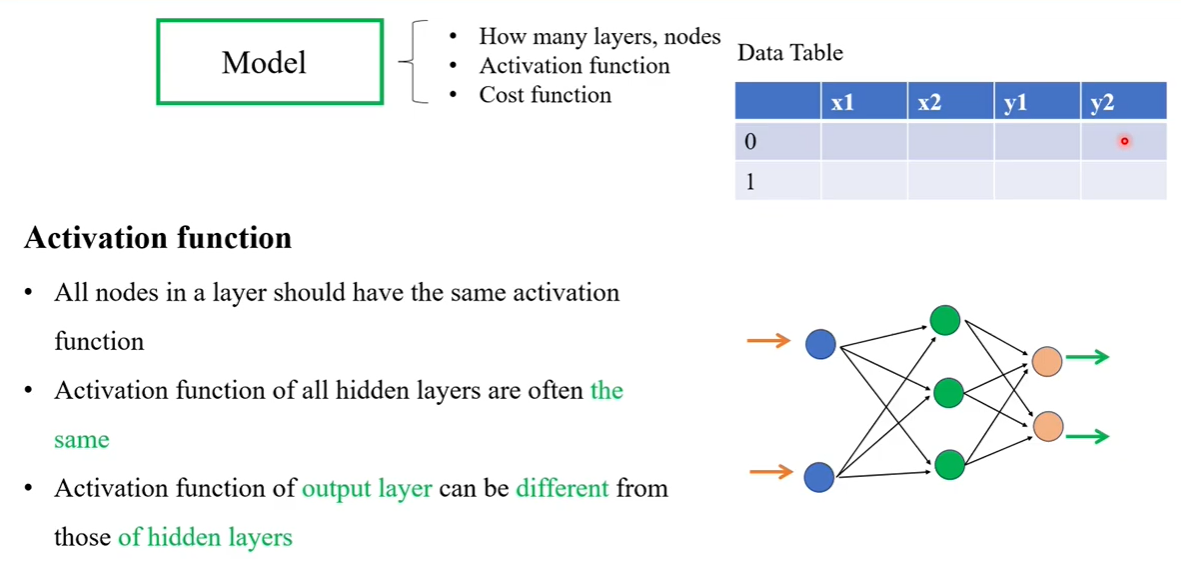 Model
• How many layers, nodes
• Activation function
• Cost function
Data Table
x1 x2 y1 y2
0
1
Activation function
• All nodes in a layer should have the same activation
function
• Activation function of all hidden layers are often the
same
• Activation function of output layer can be different from
those of hidden layers